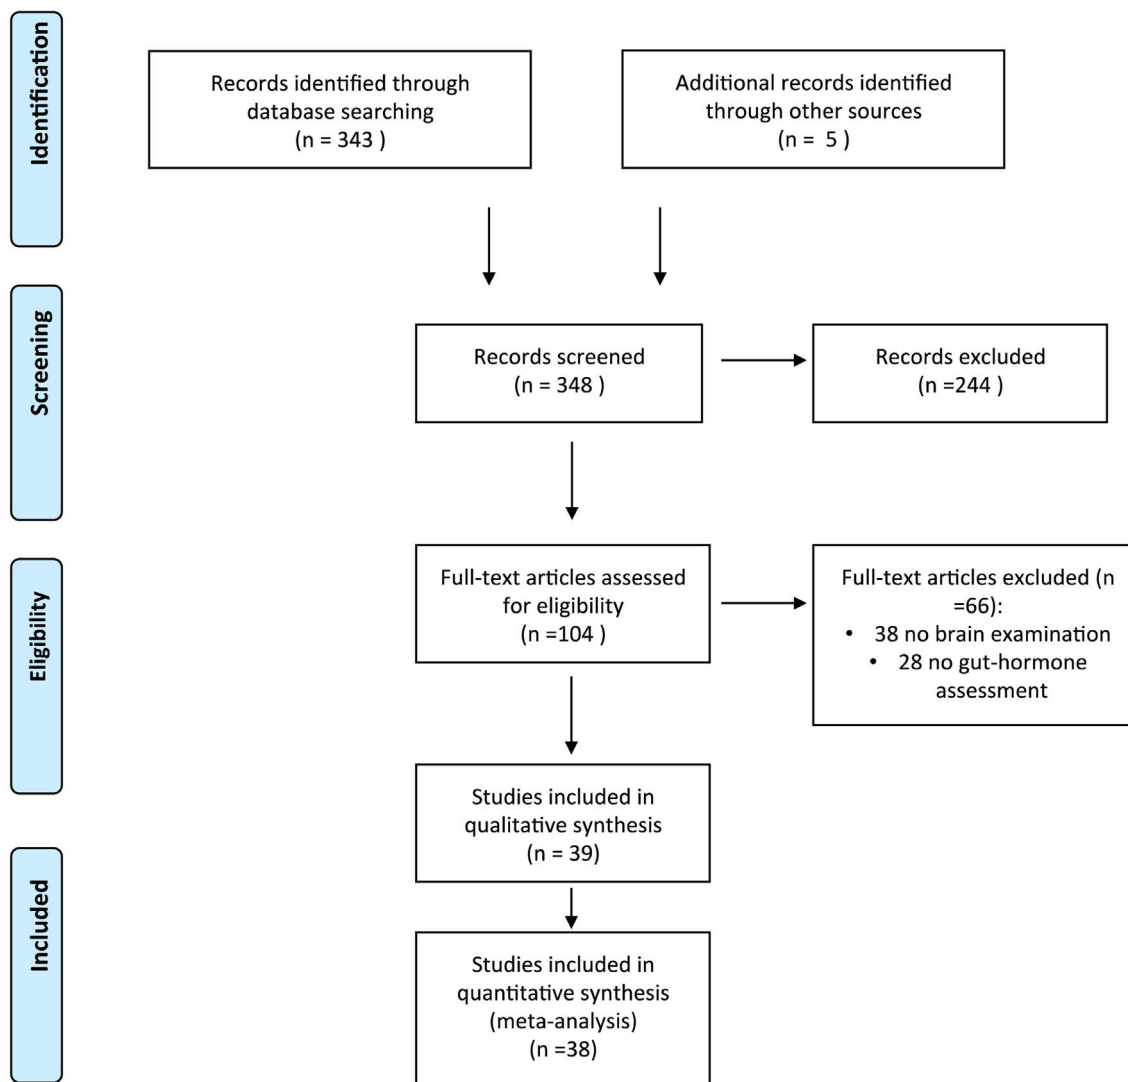 Identification
Records identified through
database searching
(n = 343 )
Additional records identified
through other sources
(n =  5 )
Screening
Records screened
(n = 348 )
Records excluded
(n =244 )
Eligibility
Full-text articles assessed
for eligibility
(n =104 )
Full-text articles excluded (n
=66):
• 38 no brain examination
• 28 no gut-hormone
assessment
Studies included in
qualitative synthesis
(n = 39)
Included
Studies included in
quantitative synthesis
(meta-analysis)
(n =38)